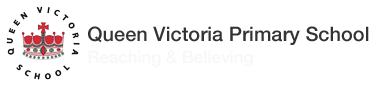 QUEEN VICTORIA SCHOOL
Queen Victoria Primary School
Reaching & Believing